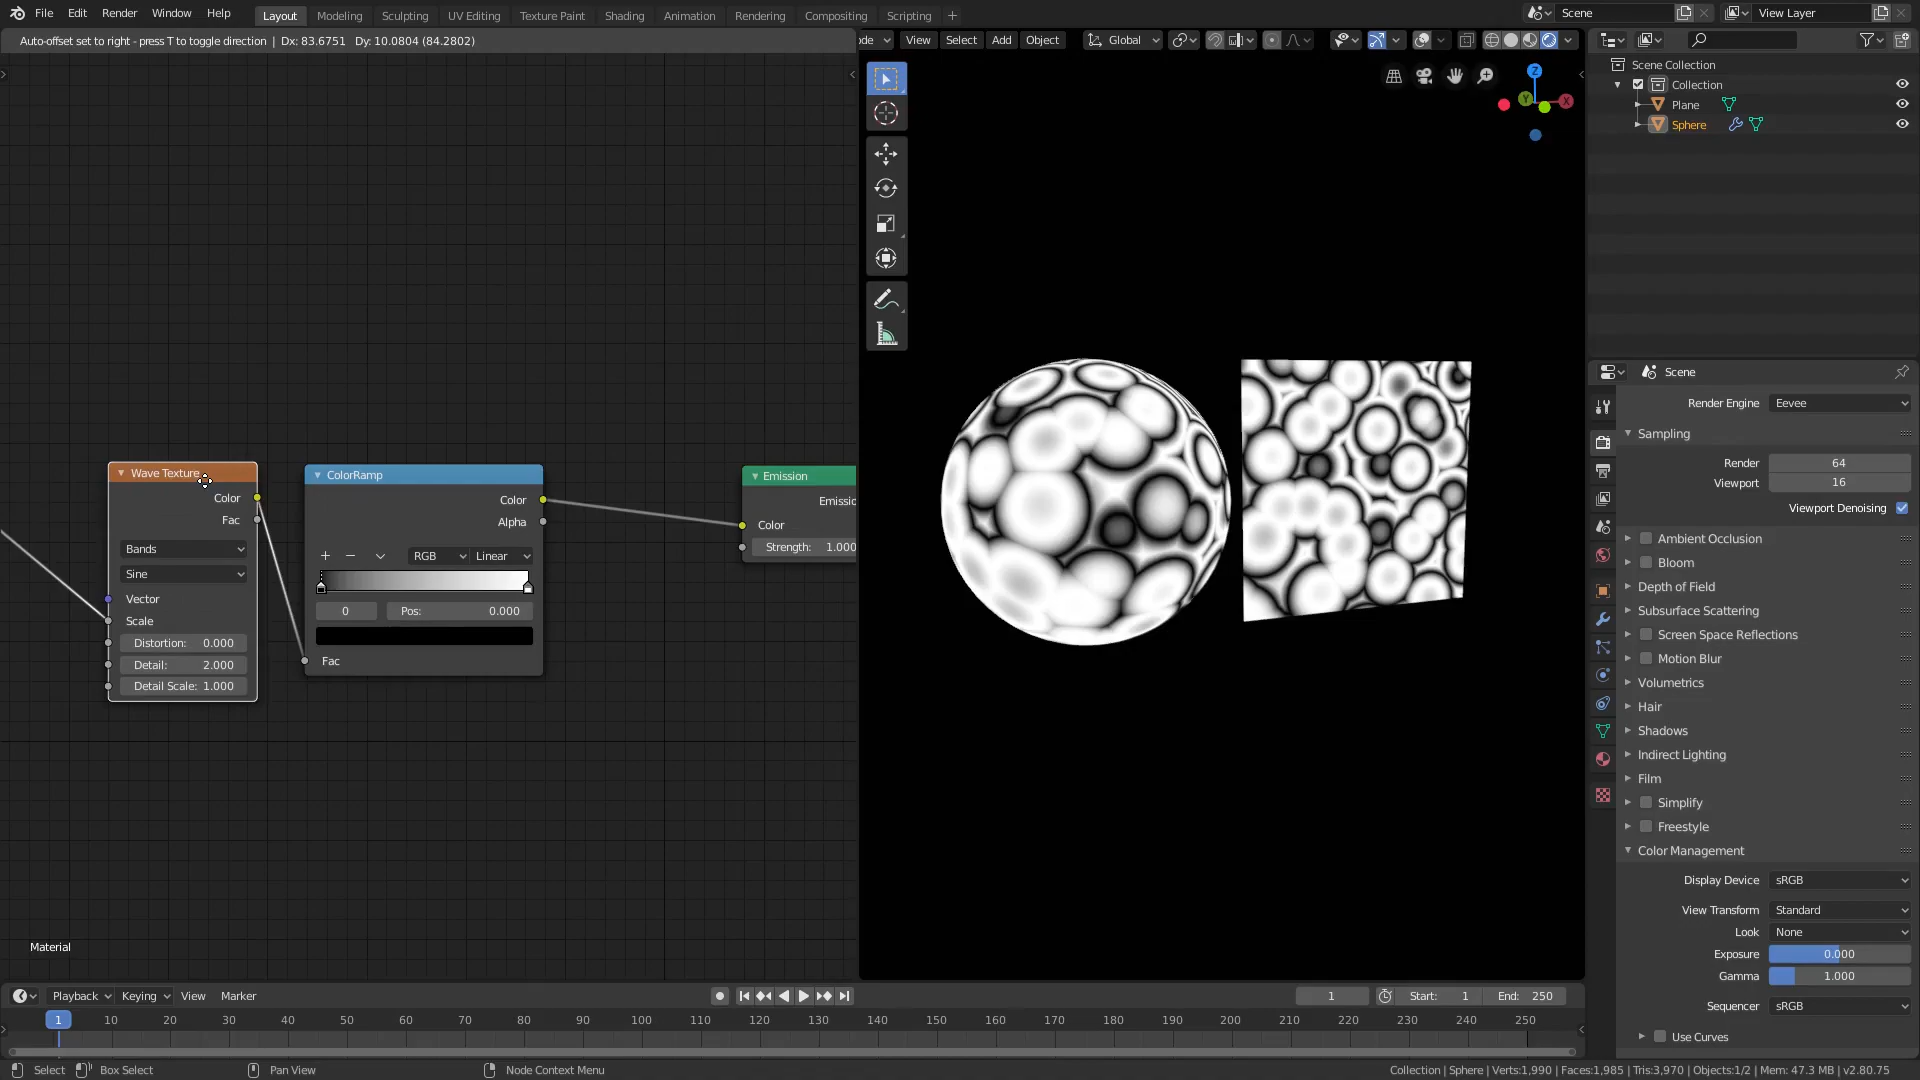 File Edit Render Window Help Layout Modeling Sculpting UV Editing Texture Paint Shading Animation Rendering Compositing Scripting + Scene View Layer
Auto-offset set to right - press T to toggle direction | Dx: 83.6751 Dy: 10.0804 (84.2802)
de View Select Add Object Global
Scene Collection
Collection
Plane
Sphere
Z
Y
X
Wave Texture
Color
Fac
Bands
Sine
Vector
Scale
Distortion: 0.000
Detail: 2.000
Detail Scale: 1.000
ColorRamp
Color
Alpha
RGB Linear
0 Pos: 0.000
Fac
Emission
Emissio
Color
Strength: 1.000
Material
Scene
Render Engine Eevee
Sampling
Render 64
Viewport 16
Viewport Denoising
Ambient Occlusion
Bloom
Depth of Field
Subsurface Scattering
Screen Space Reflections
Motion Blur
Volumetrics
Hair
Shadows
Indirect Lighting
Film
Simplify
Freestyle
Color Management
Display Device sRGB
View Transform Standard
Look None
Exposure 0.000
Gamma 1.000
Sequencer sRGB
Use Curves
Playback Keying View Marker 1 Start: 1 End: 250
1 10 20 30 40 50 60 70 80 90 100 110 120 130 140 150 160 170 180 190 200 210 220 230 240 250
Select Box Select Pan View Node Context Menu Collection | Sphere | Verts:1,990 | Faces:1,985 | Tris:3,970 | Objects:1/2 | Mem: 47.3 MB | v2.80.75